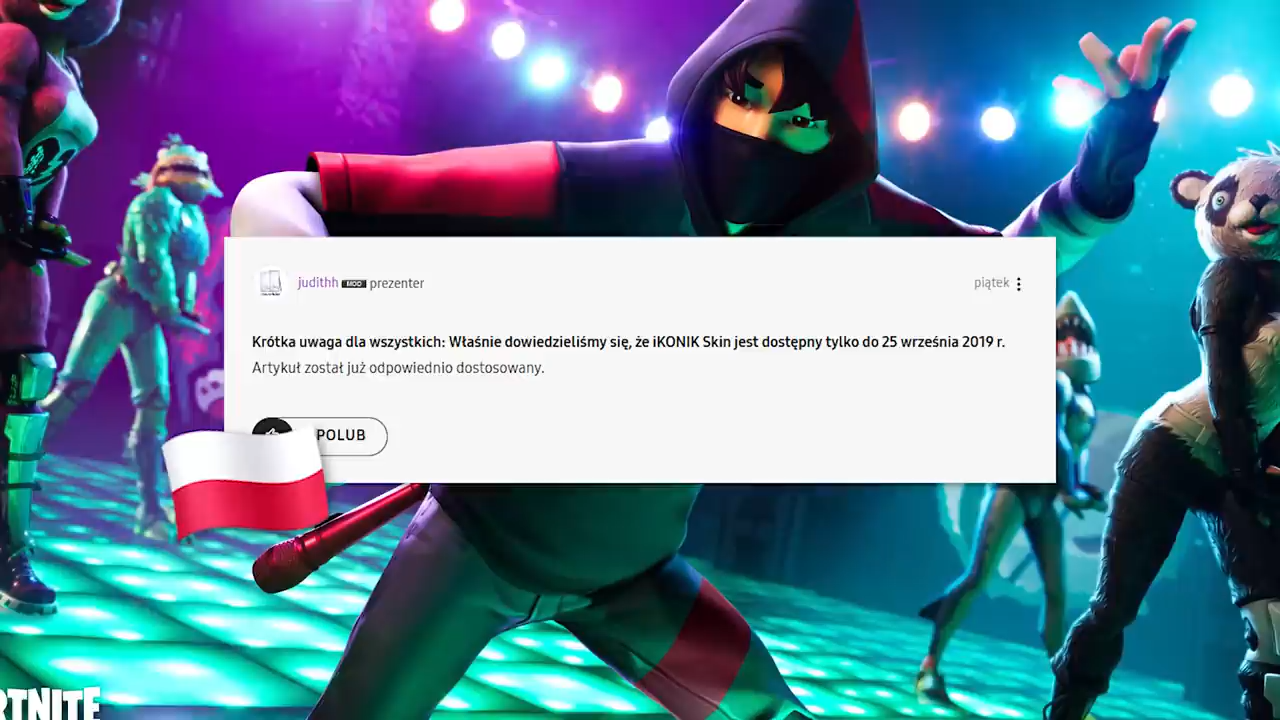 judithh MOD prezenter
piątek
Krótka uwaga dla wszystkich: Właśnie dowiedzieliśmy się, że iKONIK Skin jest dostępny tylko do 25 września 2019 r.
Artykuł został już odpowiednio dostosowany.
POLUB
RTNITE